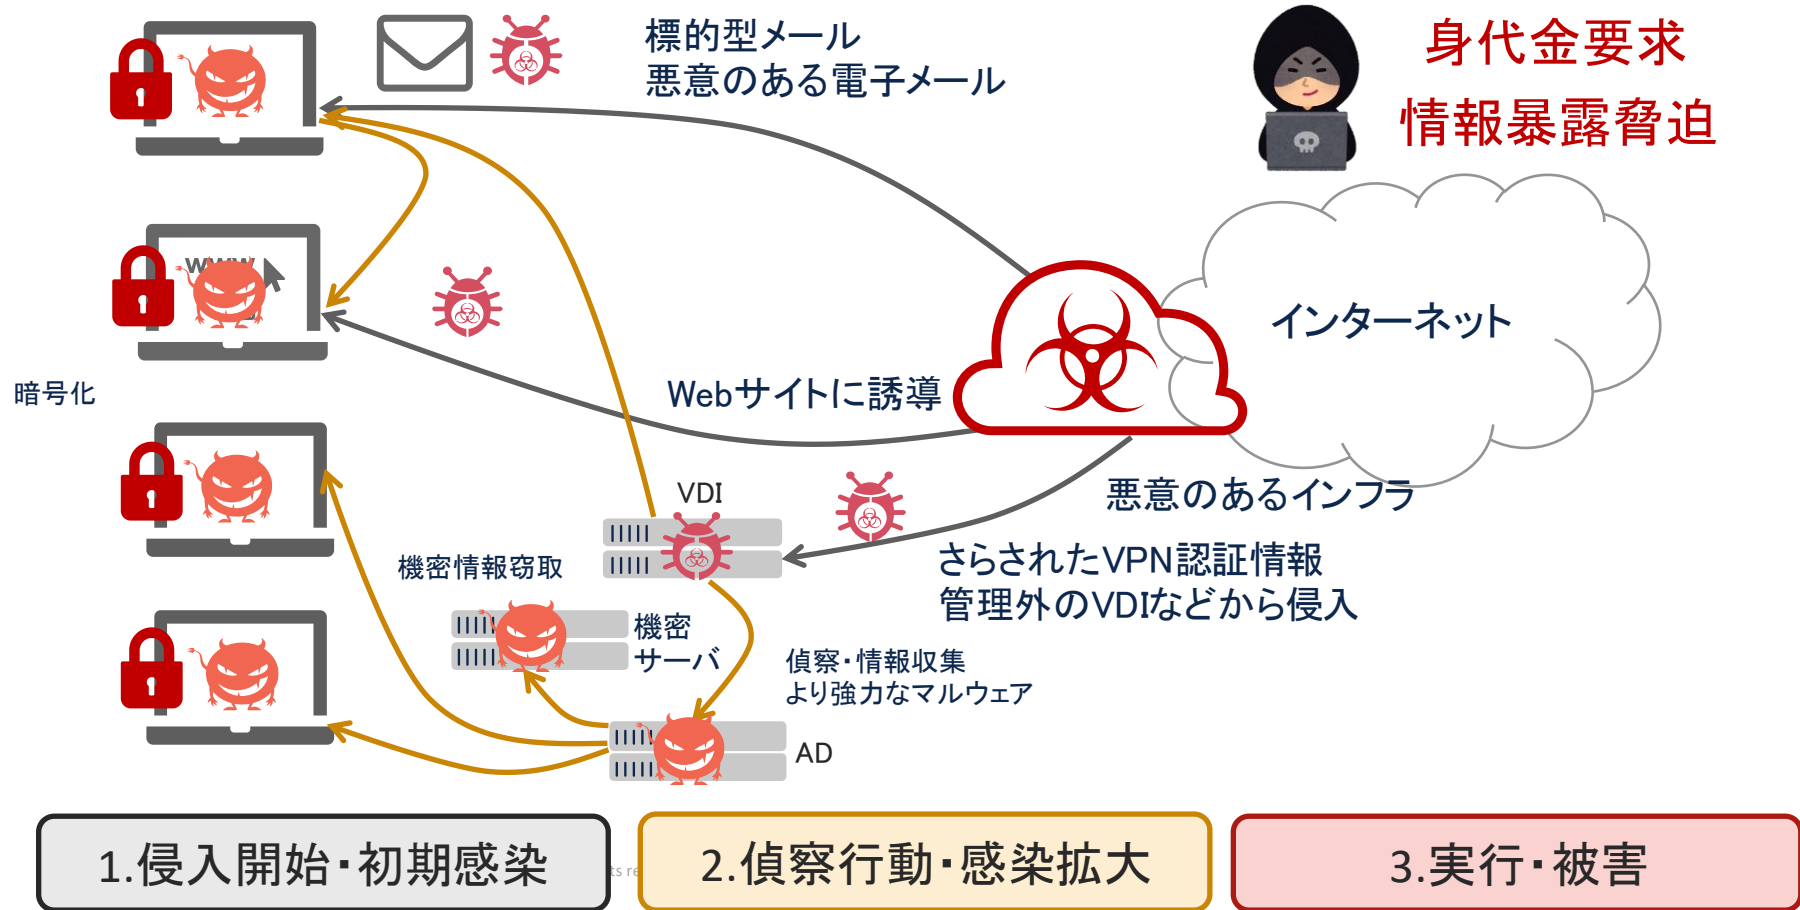 標的型メール
悪意のある電子メール
身代金要求
情報暴露脅迫
www
インターネット
Webサイトに誘導
暗号化
VDI
悪意のあるインフラ
機密情報窃取
さらされたVPN認証情報
管理外のVDIなどから侵入
機密
サーバ
偵察・情報収集
より強力なマルウェア
AD
1.侵入開始・初期感染
ts re
2.偵察行動・感染拡大
3.実行・被害